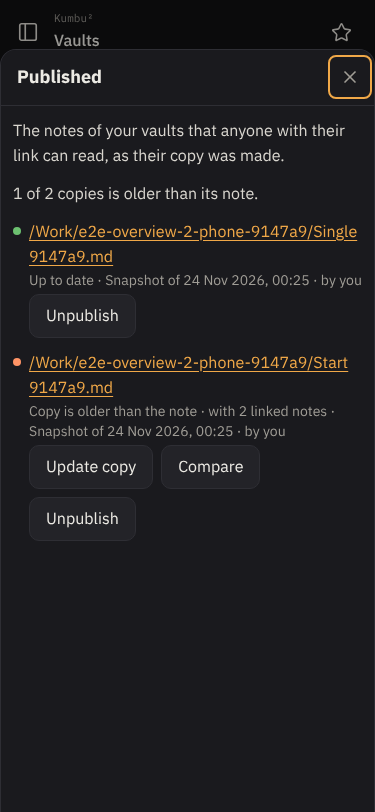 Kumbu²
Vaults
Published
The notes of your vaults that anyone with their
link can read, as their copy was made.
1 of 2 copies is older than its note.
/Work/e2e-overview-2-phone-9147a9/Single
9147a9.md
Up to date · Snapshot of 24 Nov 2026, 00:25 · by you
Unpublish
/Work/e2e-overview-2-phone-9147a9/Start
9147a9.md
Copy is older than the note · with 2 linked notes ·
Snapshot of 24 Nov 2026, 00:25 · by you
Update copy Compare
Unpublish